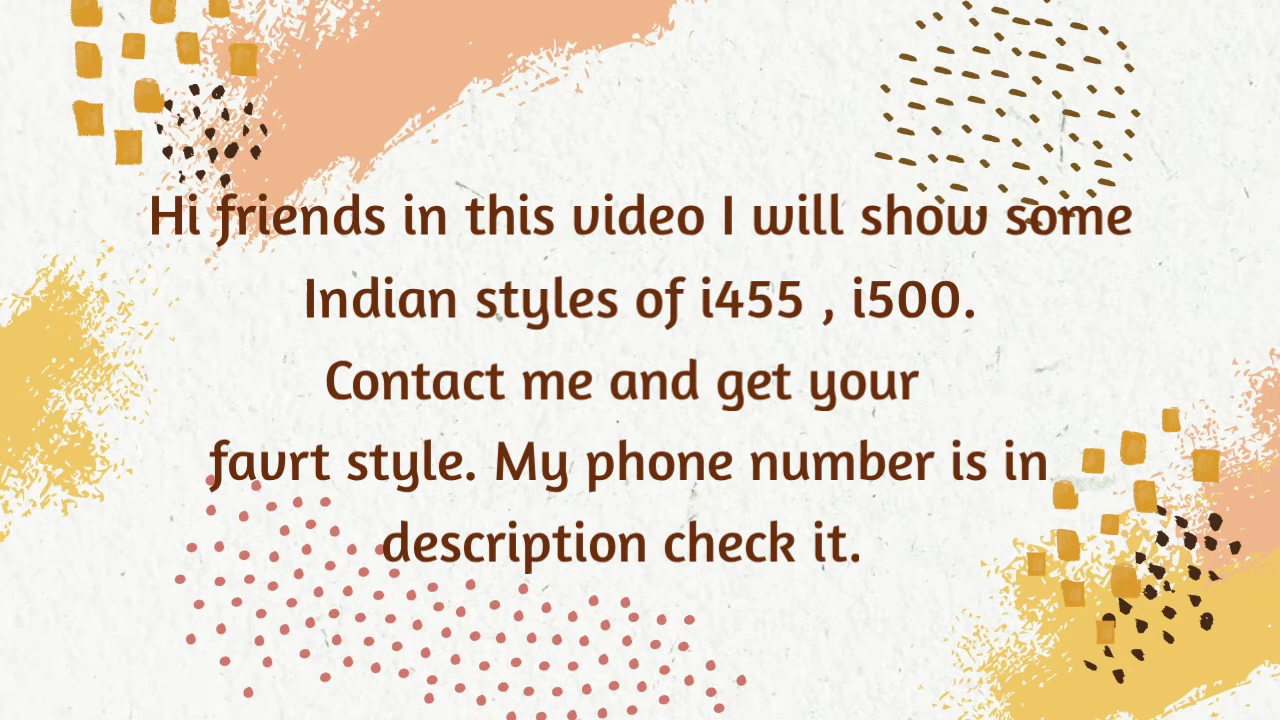 Hi friends in this video I will show some
Indian styles of i455 , i500.
Contact me and get your
favrt style. My phone number is in
description check it.